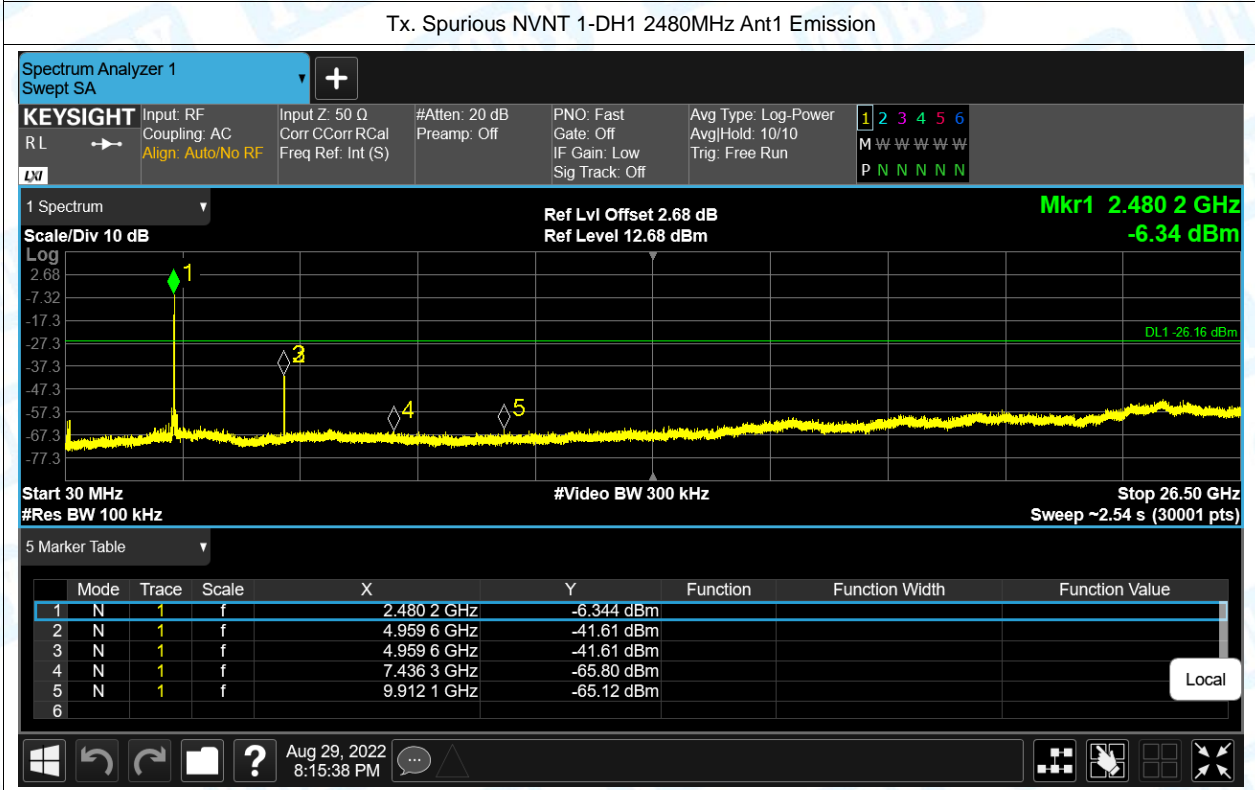 Tx. Spurious NVNT 1-DH1 2480MHz Ant1 Emission
Spectrum Analyzer 1
Swept SA
KEYSIGHT Input: RF Input Z: 50 Ω #Atten: 20 dB PNO: Fast Avg Type: Log-Power 1 2 3 4 5 6
R L Coupling: AC Corr CCorr RCal Preamp: Off Gate: Off Avg|Hold: 10/10 M W W W W W
Align: Auto/No RF Freq Ref: Int (S) IF Gain: Low Trig: Free Run
LXI Sig Track: Off P N N N N N
1 Spectrum Ref Lvl Offset 2.68 dB Mkr1 2.480 2 GHz
Scale/Div 10 dB Ref Level 12.68 dBm -6.34 dBm
Log
2.68 1
-7.32
-17.3
DL1 -26.16 dBm
-27.3
3
-37.3
-47.3
-57.3 4 5
-67.3
-77.3
Start 30 MHz #Video BW 300 kHz Stop 26.50 GHz
#Res BW 100 kHz Sweep ~2.54 s (30001 pts)
5 Marker Table
Mode Trace Scale X Y Function Function Width Function Value
1 N 1 f 2.480 2 GHz -6.344 dBm
2 N 1 f 4.959 6 GHz -41.61 dBm
3 N 1 f 4.959 6 GHz -41.61 dBm
4 N 1 f 7.436 3 GHz -65.80 dBm
5 N 1 f 9.912 1 GHz -65.12 dBm
6
Local
? Aug 29, 2022
8:15:38 PM